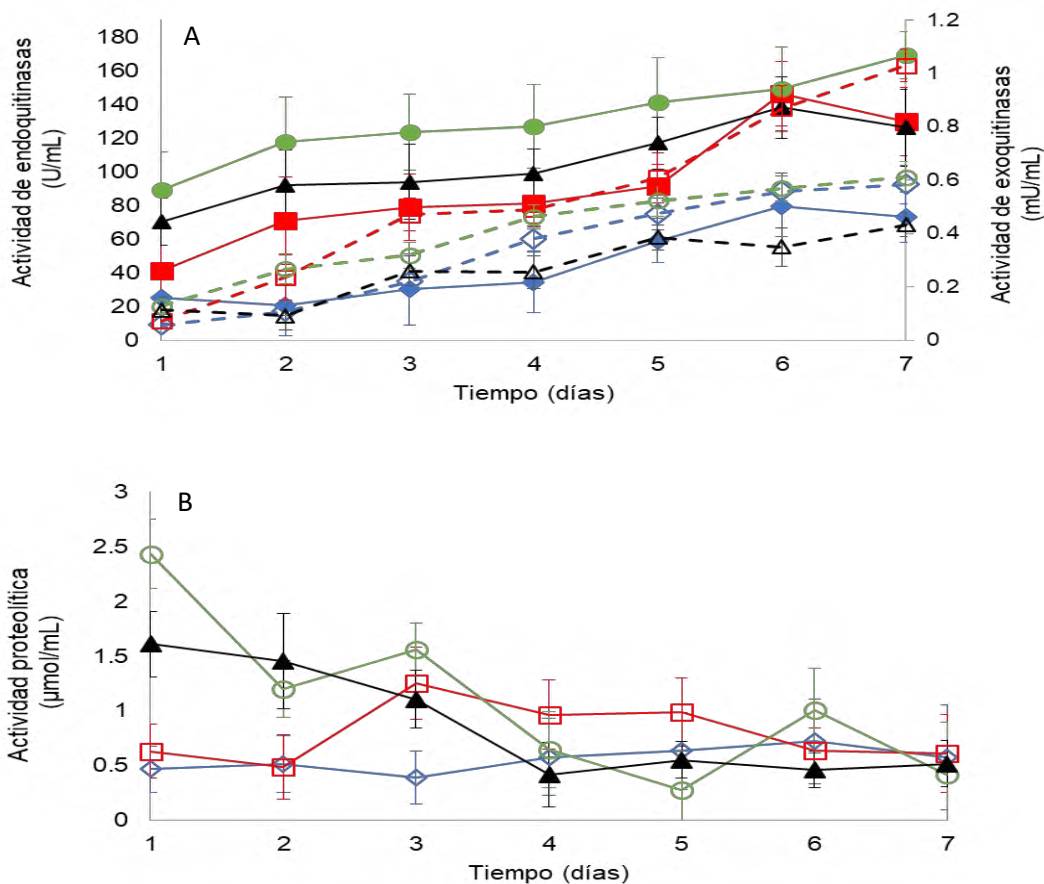 A
Actividad de endoquitinasas
(U/mL)
180
160
140
120
100
80
60
40
20
0
1.2
1
0.8
0.6
0.4
0.2
0
Actividad de exoquitinasas
(mU/mL)
1 2 3 4 5 6 7
Tiempo (días)
B
Actividad proteolítica
(µmol/mL)
3
2.5
2
1.5
1
0.5
0
1 2 3 4 5 6 7
Tiempo (días)